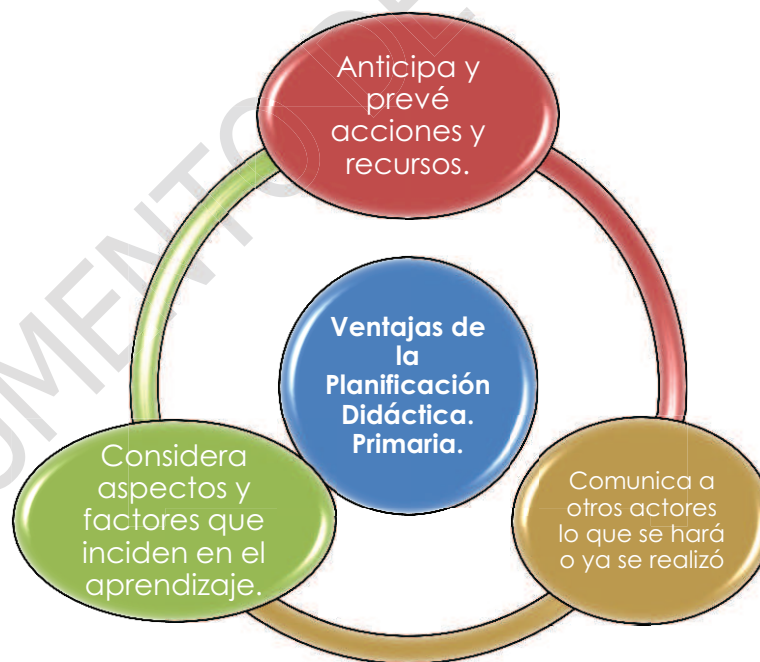 Anticipa y
prevé
acciones y
recursos.
Ventajas de
la
Planificación
Didáctica.
Primaria.
Considera
aspectos y
factores que
inciden en el
aprendizaje.
Comunica a
otros actores
lo que se hará
o ya se realizó